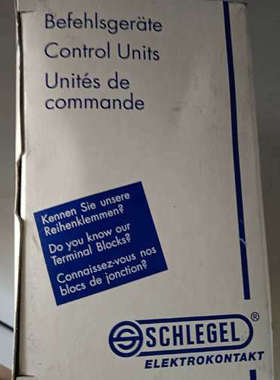 Befehlsgeräte
Control Units
Unités de
commande
Kennen Sie unsere
Reihenklemmen?
Do you know our
Terminal Blocks?
Connaissez-vous nos
blocs de jonction?
SCHLEGEL®
ELEKTROKONTAKT